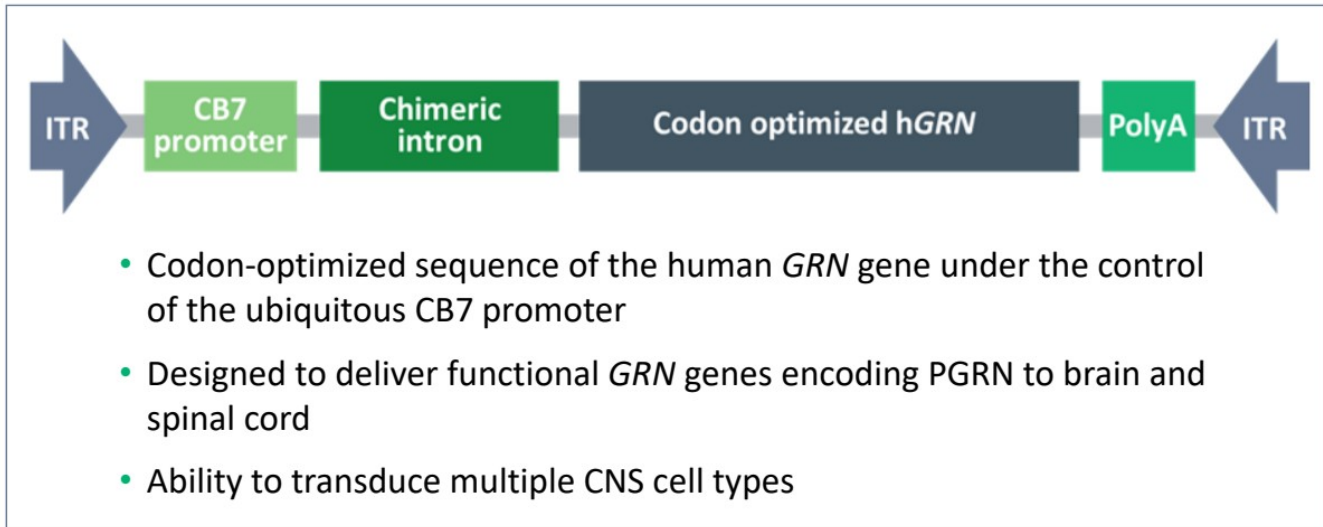 ITR
CB7
promoter
Chimeric
intron
Codon optimized hGRN
PolyA
ITR
• Codon-optimized sequence of the human GRN gene under the control
of the ubiquitous CB7 promoter
• Designed to deliver functional GRN genes encoding PGRN to brain and
spinal cord
• Ability to transduce multiple CNS cell types